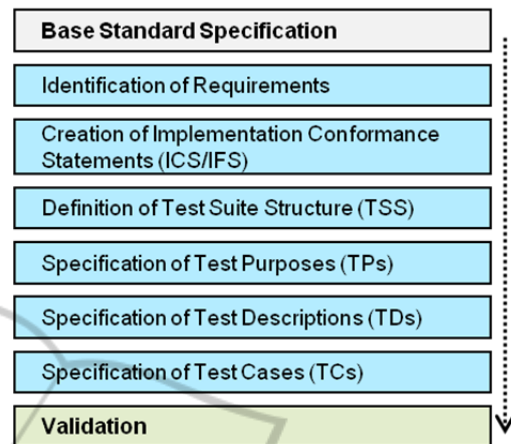 Base Standard Specification
Identification of Requirements
Creation of Implementation Conformance
Statements (ICS/IFS)
Definition of Test Suite Structure (TSS)
Specification of Test Purposes (TPs)
Specification of Test Descriptions (TDs)
Specification of Test Cases (TCs)
Validation